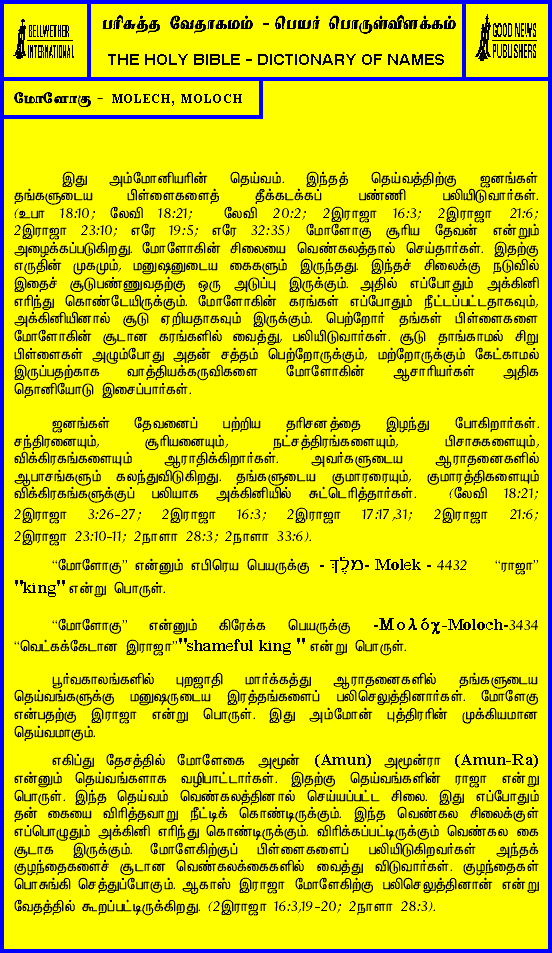 BELLWETHER
INTERNATIONAL
பரிசுத்த வேதாகமம் - பெயர் பொருள்விளக்கம்
THE HOLY BIBLE - DICTIONARY OF NAMES
GOOD NEWS
PUBLISHERS
மோளோகு - MOLECH, MOLOCH
இது அம்மோனியரின் தெய்வம். இந்தத் தெய்வத்திற்கு ஜனங்கள்
தங்களுடைய பிள்ளைகளைத் தீக்கடக்கப் பண்ணி பலியிடுவார்கள்.
(உபா 18:10; லேவி 18:21; லேவி 20:2; 2இராஜா 16:3; 2இராஜா 21:6;
2இராஜா 23:10; எரே 19:5; எரே 32:35) மோளோகு சூரிய தேவன் என்றும்
அழைக்கப்படுகிறது. மோளோகின் சிலையை வெண்கலத்தால் செய்தார்கள். இதற்கு
எருதின் முகமும், மனுஷனுடைய கைகளும் இருந்தது. இந்தச் சிலைக்கு நடுவில்
இதைச் சூடுபண்ணுவதற்கு ஒரு அடுப்பு இருக்கும். அதில் எப்போதும் அக்கினி
எரிந்து கொண்டேயிருக்கும். மோளோகின் கரங்கள் எப்போதும் நீட்டப்பட்டதாகவும்,
அக்கினியினால் சூடு ஏறியதாகவும் இருக்கும். பெற்றோர் தங்கள் பிள்ளைகளை
மோளோகின் சூடான கரங்களில் வைத்து, பலியிடுவார்கள். சூடு தாங்காமல் சிறு
பிள்ளைகள் அழும்போது அதன் சத்தம் பெற்றோருக்கும், மற்றோருக்கும் கேட்காமல்
இருப்பதற்காக வாத்தியக்கருவிகளை மோளோகின் ஆசாரியர்கள் அதிக
தொனியோடு இசைப்பார்கள்.
ஜனங்கள் தேவனைப் பற்றிய தரிசனத்தை இழந்து போகிறார்கள்.
சந்திரனையும், சூரியனையும், நட்சத்திரங்களையும், பிசாசுகளையும்,
விக்கிரகங்களையும் ஆராதிக்கிறார்கள். அவர்களுடைய ஆராதனைகளில்
ஆபாசங்களும் கலந்துவிடுகிறது. தங்களுடைய குமாரரையும், குமாரத்திகளையும்
விக்கிரகங்களுக்குப் பலியாக அக்கினியில் சுட்டெரித்தார்கள். (லேவி 18:21;
2இராஜா 3:26-27; 2இராஜா 16:3; 2இராஜா 17:17,31; 2இராஜா 21:6;
2இராஜா 23:10-11; 2நாளா 28:3; 2நாளா 33:6).
“மோளோகு” என்னும் எபிரெய பெயருக்கு - מֹלֶךְ- Molek - 4432 “ராஜா”
"king" என்று பொருள்.
“மோளோகு” என்னும் கிரேக்க பெயருக்கு -Μολόχ-Moloch-3434
“வெட்கக்கேடான இராஜா”"shameful king " என்று பொருள்.
பூர்வகாலங்களில் புறஜாதி மார்க்கத்து ஆராதனைகளில் தங்களுடைய
தெய்வங்களுக்கு மனுஷருடைய இரத்தங்களைப் பலிசெலுத்தினார்கள். மோளேகு
என்பதற்கு இராஜா என்று பொருள். இது அம்மோன் புத்திரரின் முக்கியமான
தெய்வமாகும்.
எகிப்து தேசத்தில் மோளேகை அமூன் (Amun) அமூன்ரா (Amun-Ra)
என்னும் தெய்வங்களாக வழிபாட்டார்கள். இதற்கு தெய்வங்களின் ராஜா என்று
பொருள். இந்த தெய்வம் வெண்கலத்தினால் செய்யப்பட்ட சிலை. இது எப்போதும்
தன் கையை விரித்தவாறு நீட்டிக் கொண்டிருக்கும். இந்த வெண்கல சிலைக்குள்
எப்பொழுதும் அக்கினி எரிந்து கொண்டிருக்கும். விரிக்கப்பட்டிருக்கும் வெண்கல கை
சூடாக இருக்கும். மோளேகிற்குப் பிள்ளைகளைப் பலியிடுகிறவர்கள் அந்தக்
குழந்தைகளைச் சூடான வெண்கலக்கைகளில் வைத்து விடுவார்கள். குழந்தைகள்
பொசுங்கி செத்துப்போகும். ஆகாஸ் இராஜா மோளேகிற்கு பலிசெலுத்தினான் என்று
வேதத்தில் கூறப்பட்டிருக்கிறது. (2இராஜா 16:3,19-20; 2நாளா 28:3).